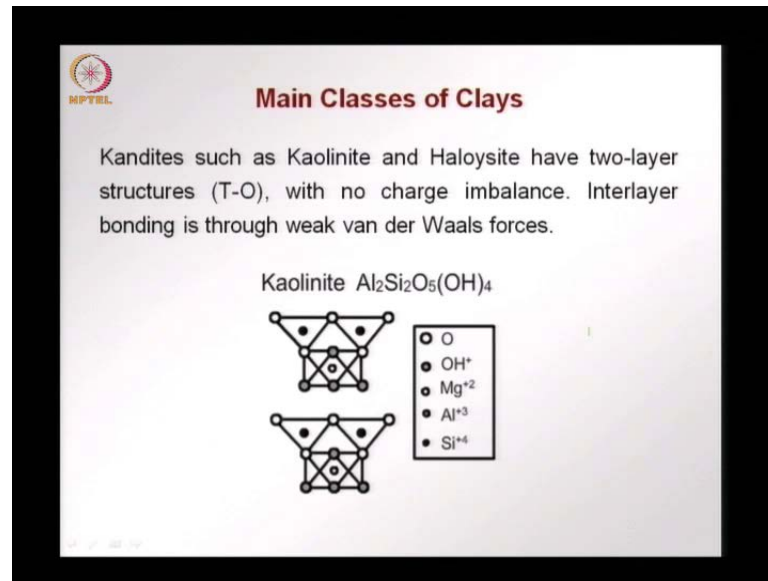 NPTEL
Main Classes of Clays
Kandites such as Kaolinite and Haloysite have two-layer
structures (T-O), with no charge imbalance. Interlayer
bonding is through weak van der Waals forces.
Kaolinite Al₂Si₂O₅(OH)₄
O
OH⁺
Mg⁺²
Al⁺³
Si⁺⁴